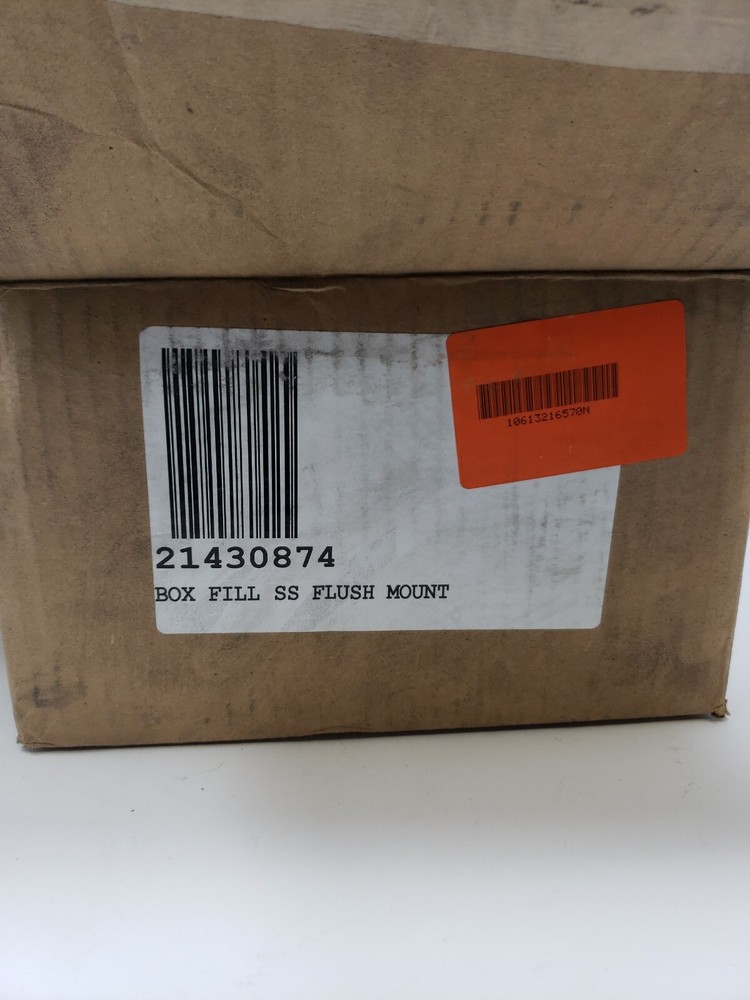 10613216570N
21430874
BOX FILL SS FLUSH MOUNT